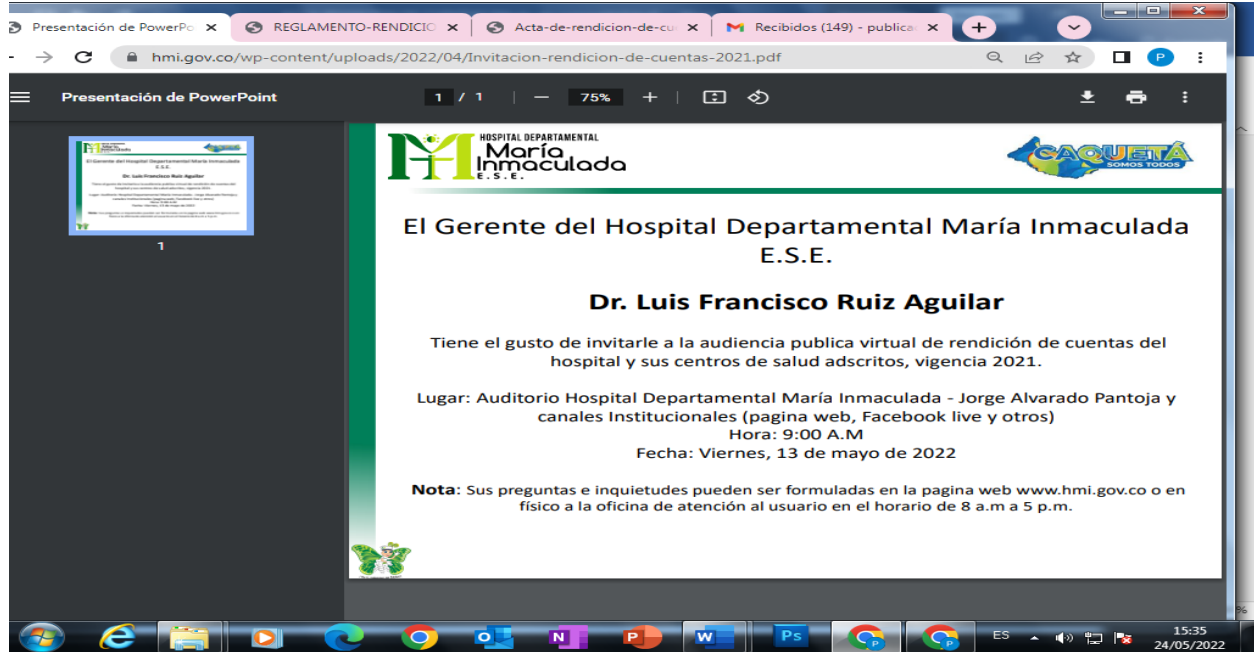 Presentación de PowerPo
REGLAMENTO-RENDICIO
Acta-de-rendicion-de-cu
Recibidos (149) - publica
hmi.gov.co/wp-content/uploads/2022/04/Invitacion-rendicion-de-cuentas-2021.pdf
P
Presentación de PowerPoint
1 / 1
75%
1
HOSPITAL DEPARTAMENTAL
María
Inmaculada
E.S.E.
CAQUETÁ
SOMOS TODOS
El Gerente del Hospital Departamental María Inmaculada
E.S.E.
Dr. Luis Francisco Ruiz Aguilar
Tiene el gusto de invitarle a la audiencia publica virtual de rendición de cuentas del
hospital y sus centros de salud adscritos, vigencia 2021.
Lugar: Auditorio Hospital Departamental María Inmaculada - Jorge Alvarado Pantoja y
canales Institucionales (pagina web, Facebook live y otros)
Hora: 9:00 A.M
Fecha: Viernes, 13 de mayo de 2022
Nota: Sus preguntas e inquietudes pueden ser formuladas en la pagina web www.hmi.gov.co o en
físico a la oficina de atención al usuario en el horario de 8 a.m a 5 p.m.
ES
15:35
24/05/2022